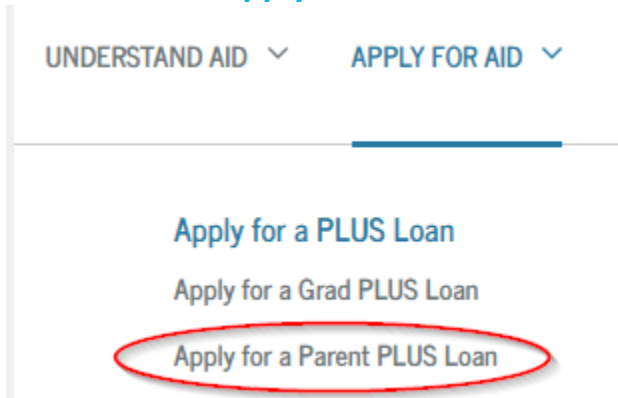 UNDERSTAND AID APPLY FOR AID
Apply for a PLUS Loan
Apply for a Grad PLUS Loan
Apply for a Parent PLUS Loan